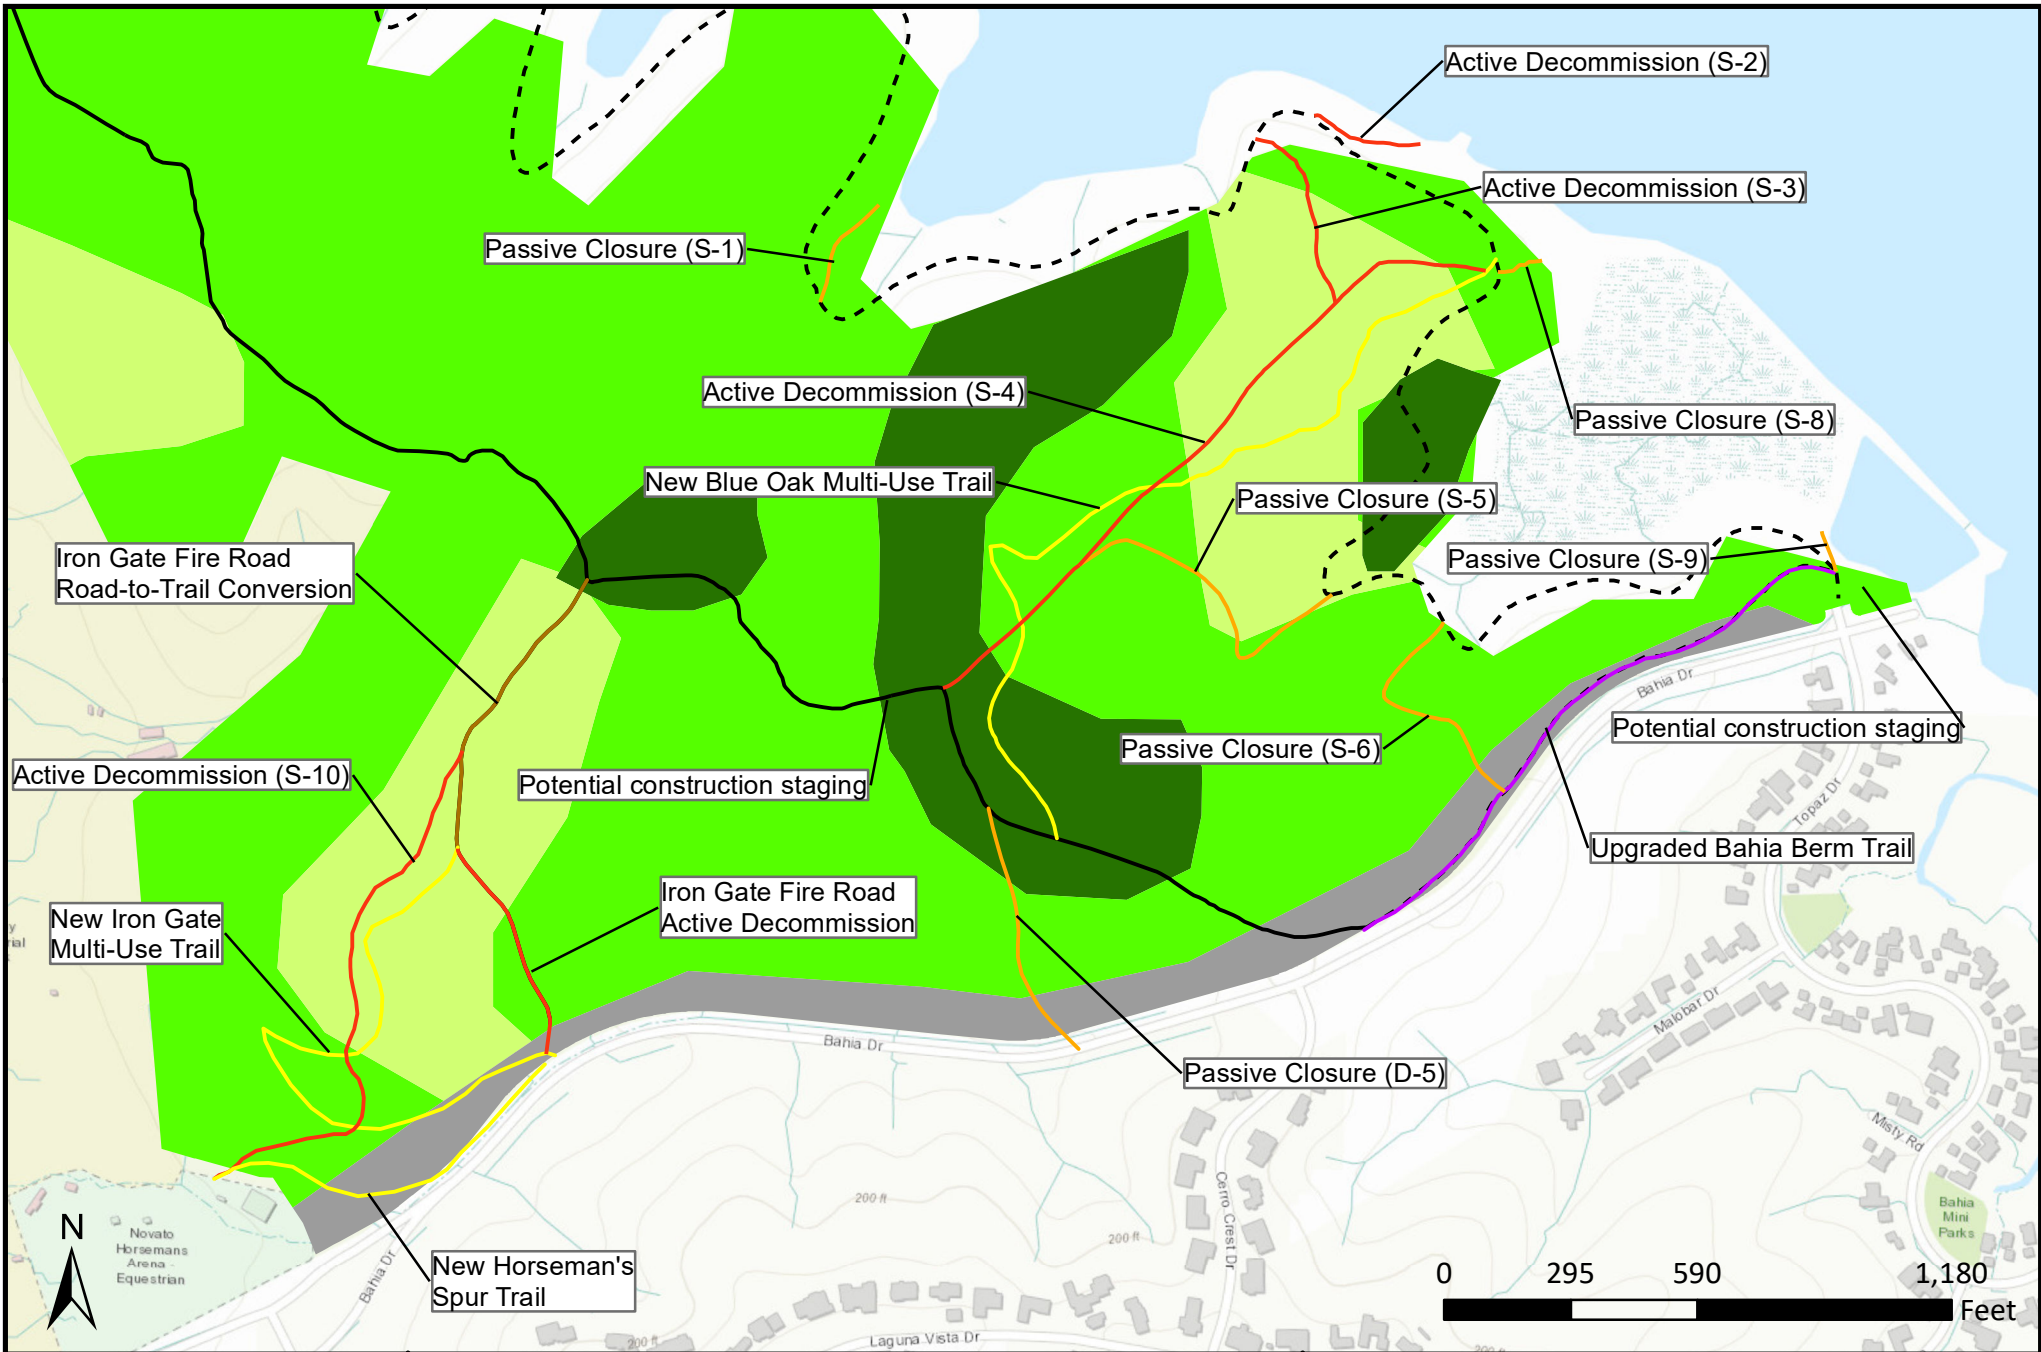 Active Decommission (S-2)
Active Decommission (S-3)
Passive Closure (S-1)
Active Decommission (S-4)
Passive Closure (S-8)
New Blue Oak Multi-Use Trail
Passive Closure (S-5)
Iron Gate Fire Road
Road-to-Trail Conversion
Passive Closure (S-9)
Bahia Dr
Potential construction staging
Passive Closure (S-6)
Active Decommission (S-10)
Potential construction staging
Topaz Dr
Upgraded Bahia Berm Trail
Iron Gate Fire Road
Active Decommission
New Iron Gate
Multi-Use Trail
Malobar Dr
Bahia Dr
Passive Closure (D-5)
Misty Rd
Cerro Crest Dr
200 ft
200 ft
Bahia
Mini
Parks
N
Novato
Horsemans
Arena -
Equestrian
Bahia Dr
New Horseman's
Spur Trail
0 295 590 1,180
Feet
Laguna Vista Dr
200 ft